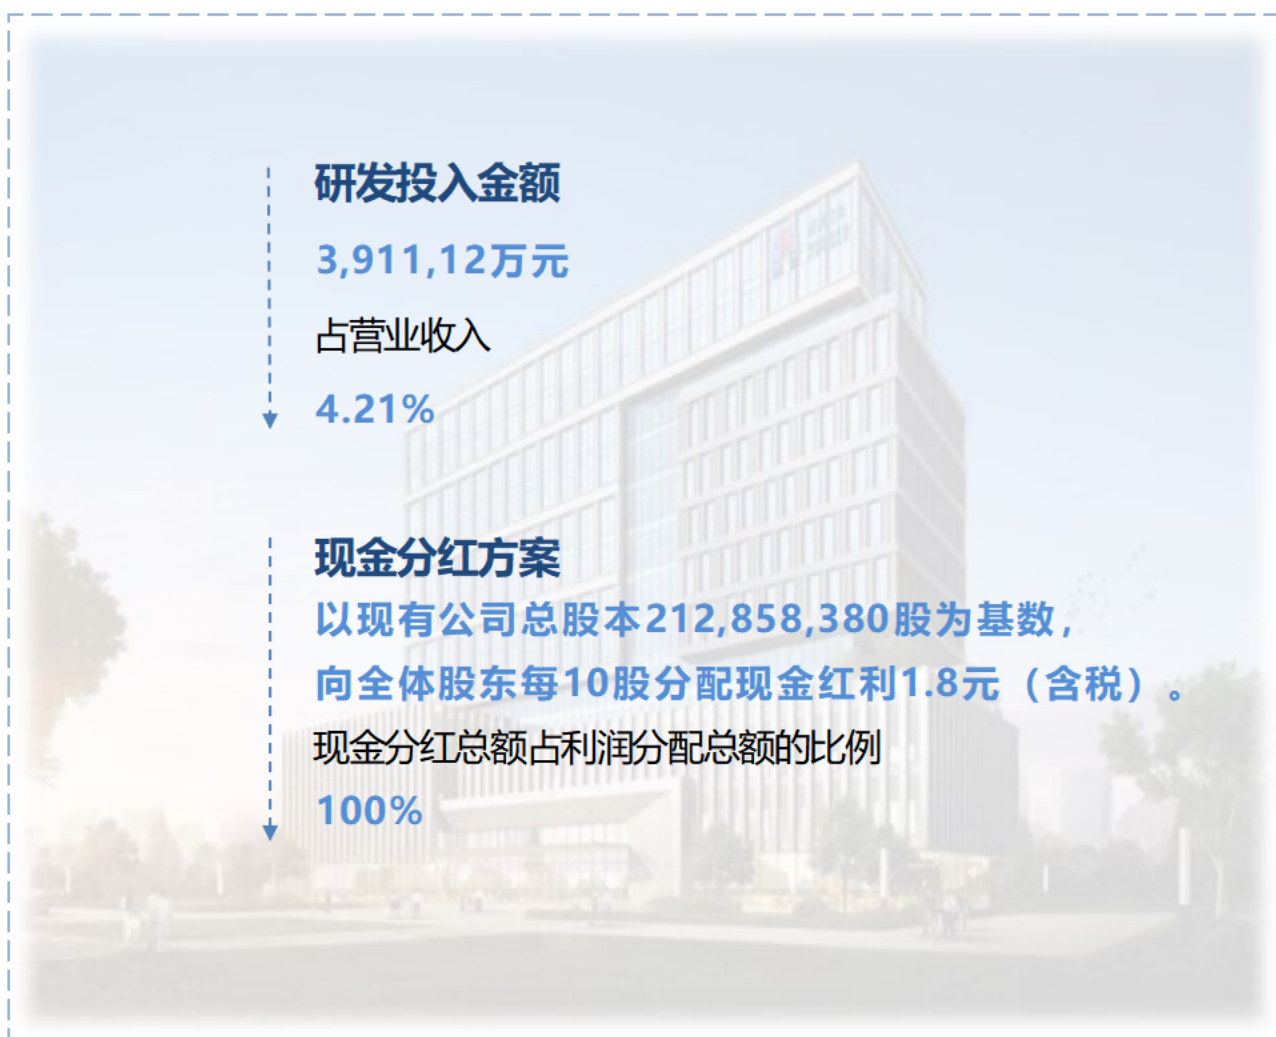 研发投入金额
3,911,12万元
占营业收入
4.21%
现金分红方案
以现有公司总股本212,858,380股为基数，
向全体股东每10股分配现金红利1.8元（含税）。
现金分红总额占利润分配总额的比例
100%